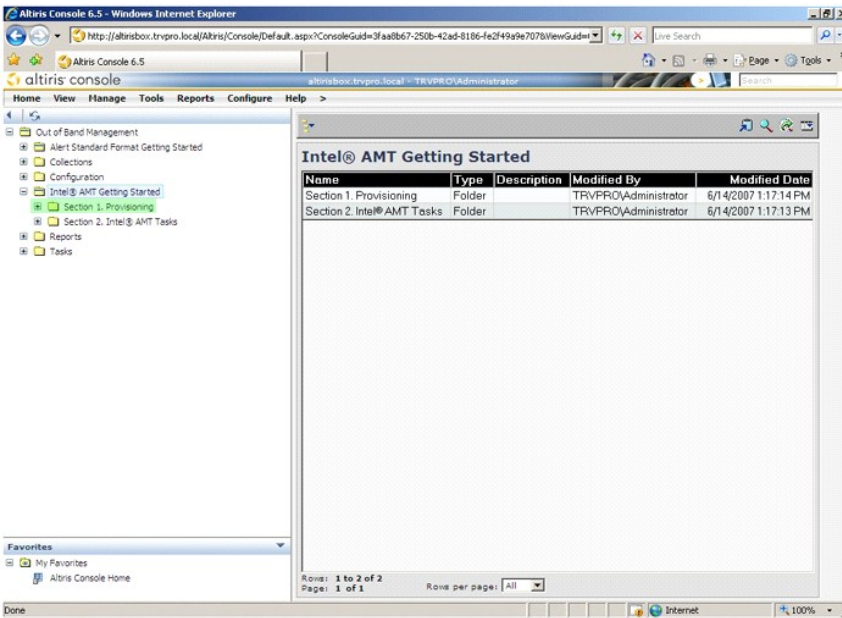 Altiris Console 6.5 - Windows Internet Explorer
http://altirisbox.trvpro.local/Altiris/Console/Default.aspx?ConsoleGuid=3faa8b67-250b-42ad-8186-fe2f49a9e707&ViewGuid=
Live Search
Altiris Console 6.5
Page
Tools
altiris console
altirisbox.trvpro.local - TRVPRO\Administrator
Search
Home View Manage Tools Reports Configure Help >
Out of Band Management
Alert Standard Format Getting Started
Collections
Configuration
Intel® AMT Getting Started
Section 1. Provisioning
Section 2. Intel® AMT Tasks
Reports
Tasks
Intel® AMT Getting Started
Name Type Description Modified By Modified Date
Section 1. Provisioning Folder TRVPRO\Administrator 6/14/2007 1:17:14 PM
Section 2. Intel® AMT Tasks Folder TRVPRO\Administrator 6/14/2007 1:17:13 PM
Favorites
My Favorites
Altiris Console Home
Rows: 1 to 2 of 2
Page: 1 of 1
Rows per page: All
Done
Internet
100%